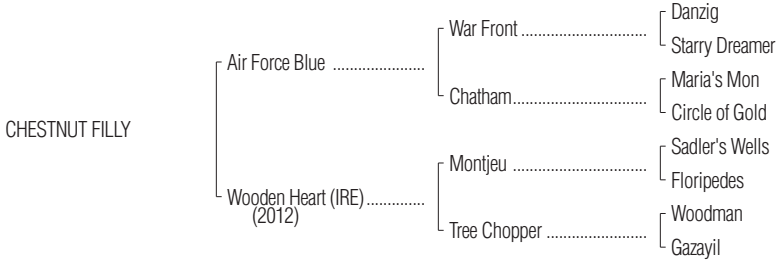 Danzig
War Front ................................
Starry Dreamer
Air Force Blue .......................
Maria's Mon
Chatham..................................
Circle of Gold
CHESTNUT FILLY
Sadler's Wells
Montjeu ..................................
Floripedes
Wooden Heart (IRE)..............
(2012)
Woodman
Tree Chopper .........................
Gazayil